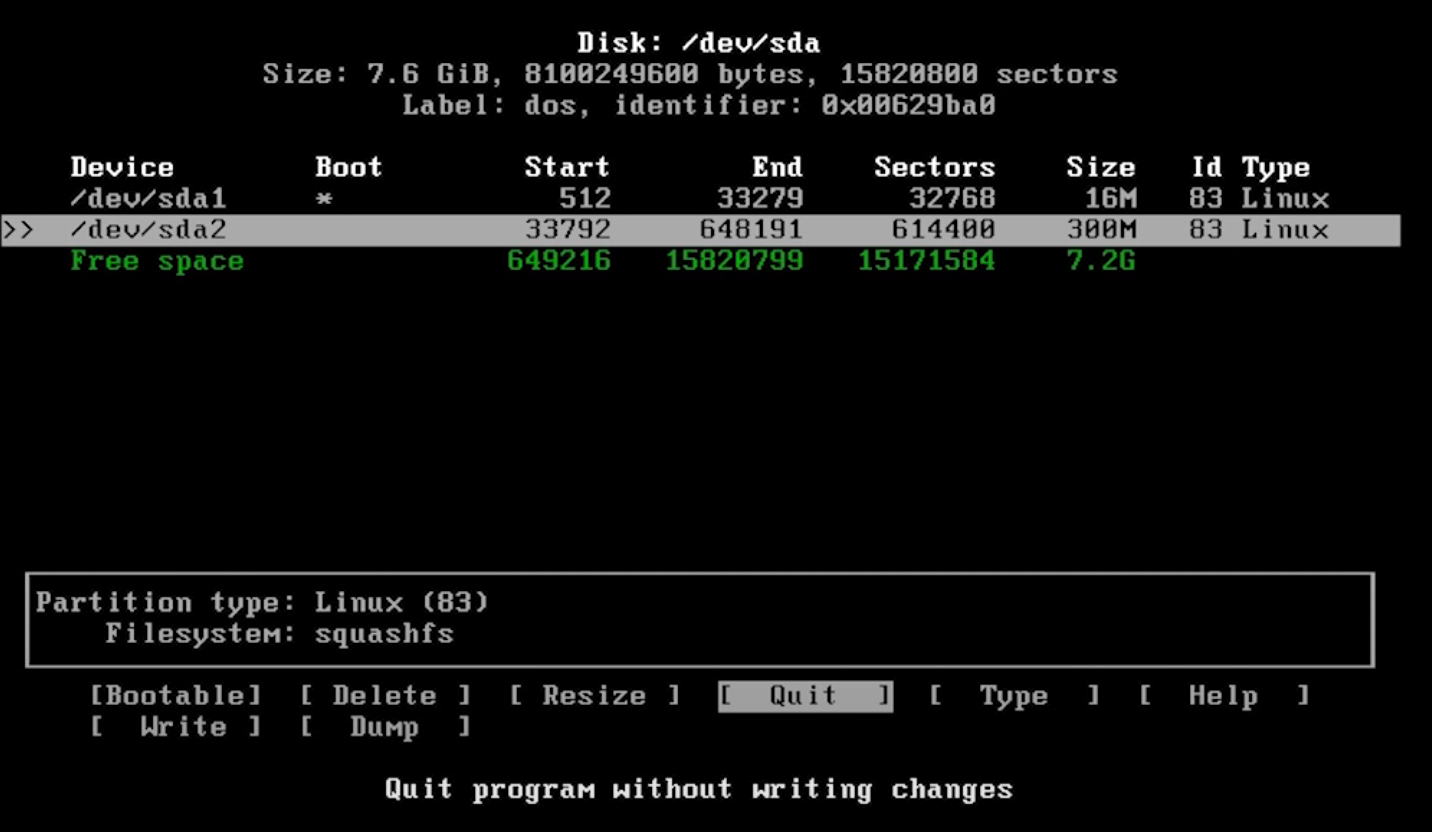 Disk: /dev/sda
Size: 7.6 GiB, 8100249600 bytes, 15820800 sectors
Label: dos, identifier: 0x00629ba0
Device Boot Start End Sectors Size Id Type
/dev/sda1 * 512 33279 32768 16M 83 Linux
>> /dev/sda2 33792 648191 614400 300M 83 Linux
Free space 649216 15820799 15171584 7.2G
Partition type: Linux (83)
Filesystem: squashfs
[Bootable] [ Delete ] [ Resize ] [ Quit ] [ Type ] [ Help ]
[ Write ] [ Dump ]
Quit program without writing changes